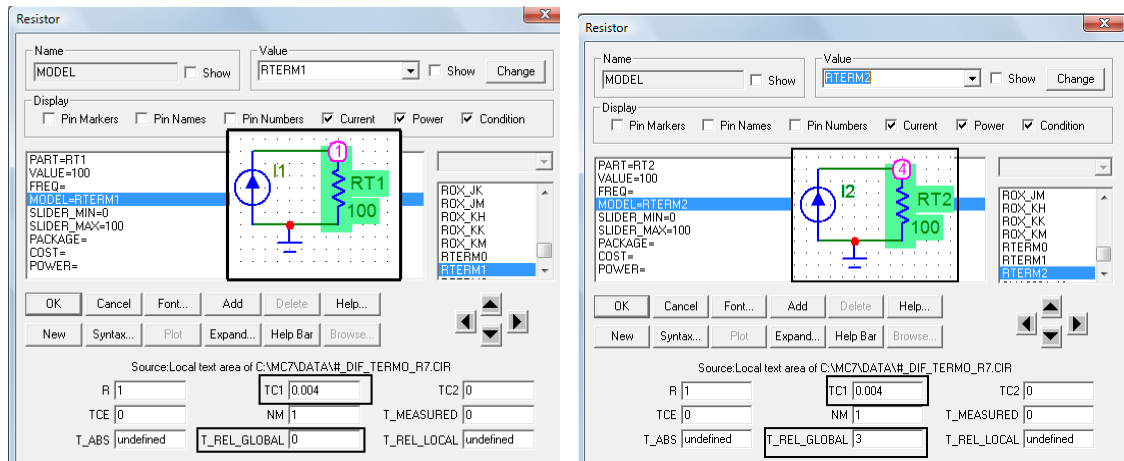 Resistor
Name
MODEL
Show
Value
RTERM1
Show
Change
Display
Pin Markers Pin Names Pin Numbers Current Power Condition
PART=RT1
VALUE=100
FREQ=
MODEL=RTERM1
SLIDER_MIN=0
SLIDER_MAX=100
PACKAGE=
COST=
POWER=
1
I1
RT1
100
ROX_JK
ROX_JM
ROX_KH
ROX_KK
ROX_KM
RTERM0
RTERM1
OK Cancel Font... Add Delete Help...
New Syntax... Plot Expand... Help Bar Browse...
Source:Local text area of C:\MC7\DATA\#_DIF_TERMO_R7.CIR
R 1 TC1 0.004 TC2 0
TCE 0 NM 1 T_MEASURED 0
T_ABS undefined T_REL_GLOBAL 0 T_REL_LOCAL undefined
Resistor
Name
MODEL
Show
Value
RTERM2
Show
Change
Display
Pin Markers Pin Names Pin Numbers Current Power Condition
PART=RT2
VALUE=100
FREQ=
MODEL=RTERM2
SLIDER_MIN=0
SLIDER_MAX=100
PACKAGE=
COST=
POWER=
4
I2
RT2
100
ROX_JM
ROX_KH
ROX_KK
ROX_KM
RTERM0
RTERM1
RTERM2
OK Cancel Font... Add Delete Help...
New Syntax... Plot Expand... Help Bar Browse...
Source:Local text area of C:\MC7\DATA\#_DIF_TERMO_R7.CIR
R 1 TC1 0.004 TC2 0
TCE 0 NM 1 T_MEASURED 0
T_ABS undefined T_REL_GLOBAL 3 T_REL_LOCAL undefined